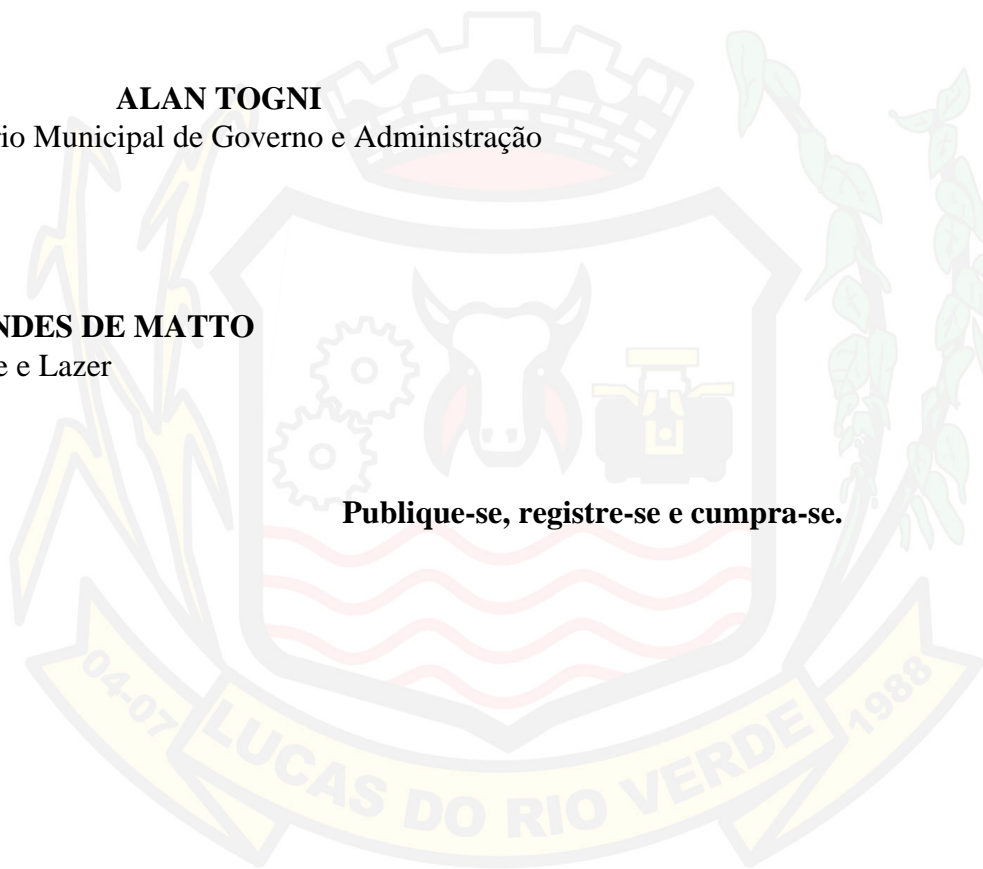 ALAN TOGNI
rio Municipal de Governo e Administração
NDES DE MATTO
e e Lazer
Publique-se, registre-se e cumpra-se.
04-07
LUCAS DO RIO VERDE
1988